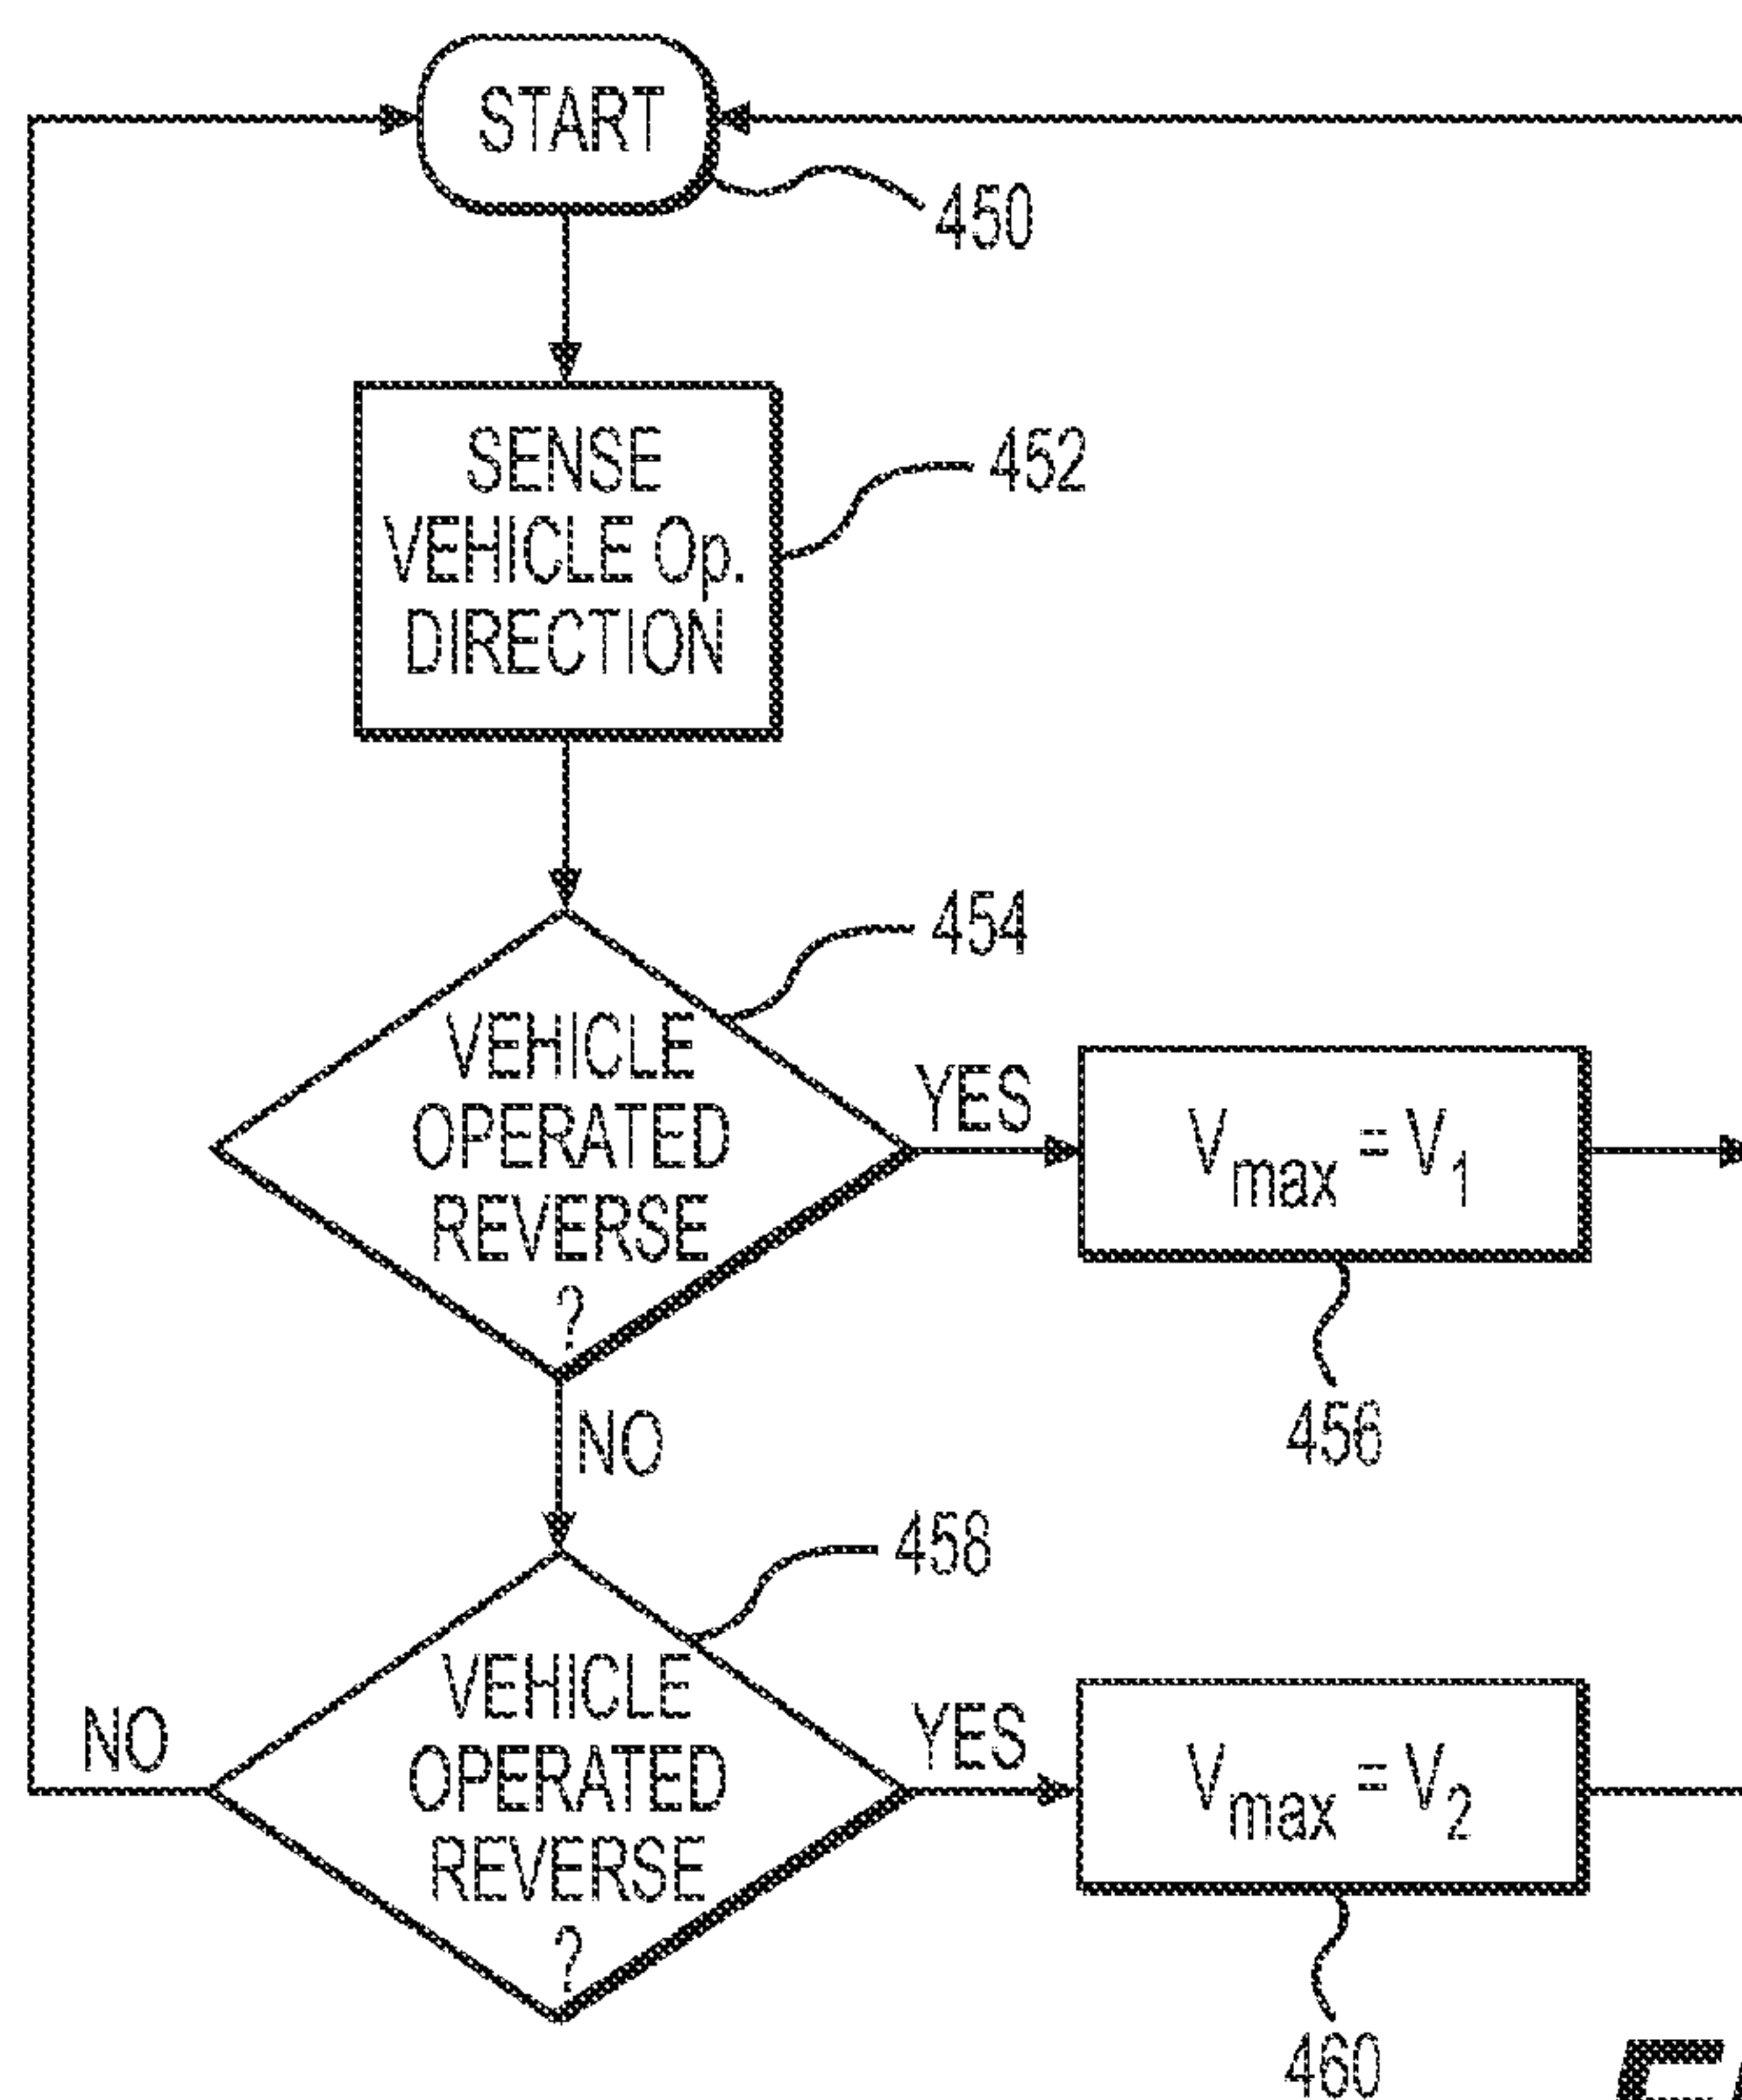 START
450
SENSE
VEHICLE Op.
DIRECTION
452
454
VEHICLE
OPERATED
REVERSE
?
YES
Vmax = V1
456
NO
458
VEHICLE
OPERATED
REVERSE
?
NO
YES
Vmax = V2
460